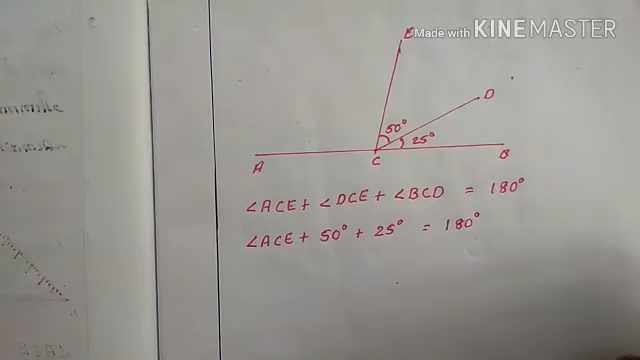 Made with KINEMASTER
E
D
50°
25°
A
C
B
∠ACE + ∠DCE + ∠BCD = 180°
∠ACE + 50° + 25° = 180°